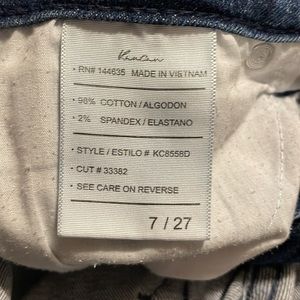 KanCan
• RN# 144635 MADE IN VIETNAM
• 98% COTTON / ALGODON
• 2% SPANDEX / ELASTANO
• STYLE / ESTILO # KC8558D
• CUT # 33382
• SEE CARE ON REVERSE
7 / 27